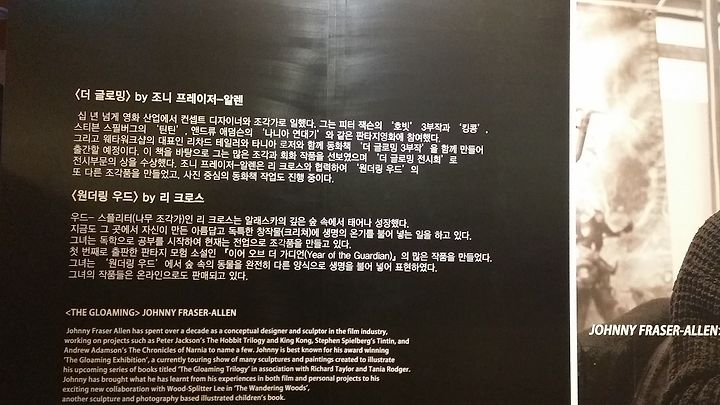 〈더 글로밍〉 by 조니 프레이저-알렌
십 년 넘게 영화 산업에서 컨셉트 디자이너와 조각가로 일했다. 그는 피터 잭슨의 '호빗' 3부작과 '킹콩',
스티븐 스필버그의 '틴틴', 앤드류 애덤슨의 '나니아 연대기'와 같은 판타지영화에 참여했다.
그리고 웨타워크샵의 대표인 리차드 테일러와 타니아 로저와 함께 동화책 '더 글로밍 3부작'을 함께 만들어
출간할 예정이다. 이 책을 바탕으로 그는 많은 조각과 회화 작품을 선보였으며 '더 글로밍 전시회'로
전시부문의 상을 수상했다. 조니 프레이저-알렌은 리 크로스와 협력하여 '원더링 우드'의
또 다른 조각품을 만들었고, 사진 중심의 동화책 작업도 진행 중이다.
〈원더링 우드〉 by 리 크로스
우드- 스플리터(나무 조각가)인 리 크로스는 알래스카의 깊은 숲 속에서 태어나 성장했다.
지금도 그 곳에서 자신이 만든 아름답고 독특한 창작물(크리쳐)에 생명의 온기를 불어 넣는 일을 하고 있다.
그녀는 독학으로 공부를 시작하여 현재는 전업으로 조각품을 만들고 있다.
첫 번째로 출판한 판타지 모험 소설인 『이어 오브 더 가디언(Year of the Guardian)』의 많은 작품을 만들었다.
그녀는 '원더링 우드'에서 숲 속의 동물을 완전히 다른 양식으로 생명을 불어 넣어 표현하였다.
그녀의 작품들은 온라인으로도 판매되고 있다.
<THE GLOAMING> JOHNNY FRASER-ALLEN
Johnny Fraser Allen has spent over a decade as a conceptual designer and sculptor in the film industry,
working on projects such as Peter Jackson's The Hobbit Trilogy and King Kong, Stephen Spielberg's Tintin, and
Andrew Adamson's The Chronicles of Narnia to name a few. Johnny is best known for his award winning
'The Gloaming Exhibition', a currently touring show of many sculptures and paintings created to illustrate
his upcoming series of books titled 'The Gloaming Trilogy' in association with Richard Taylor and Tania Rodger.
Johnny has brought what he has learnt from his experiences in both film and personal projects to his
exciting new collaboration with Wood-Splitter Lee in 'The Wandering Woods',
another sculpture and photography based illustrated children's book.
JOHNNY FRASER-ALLEN: